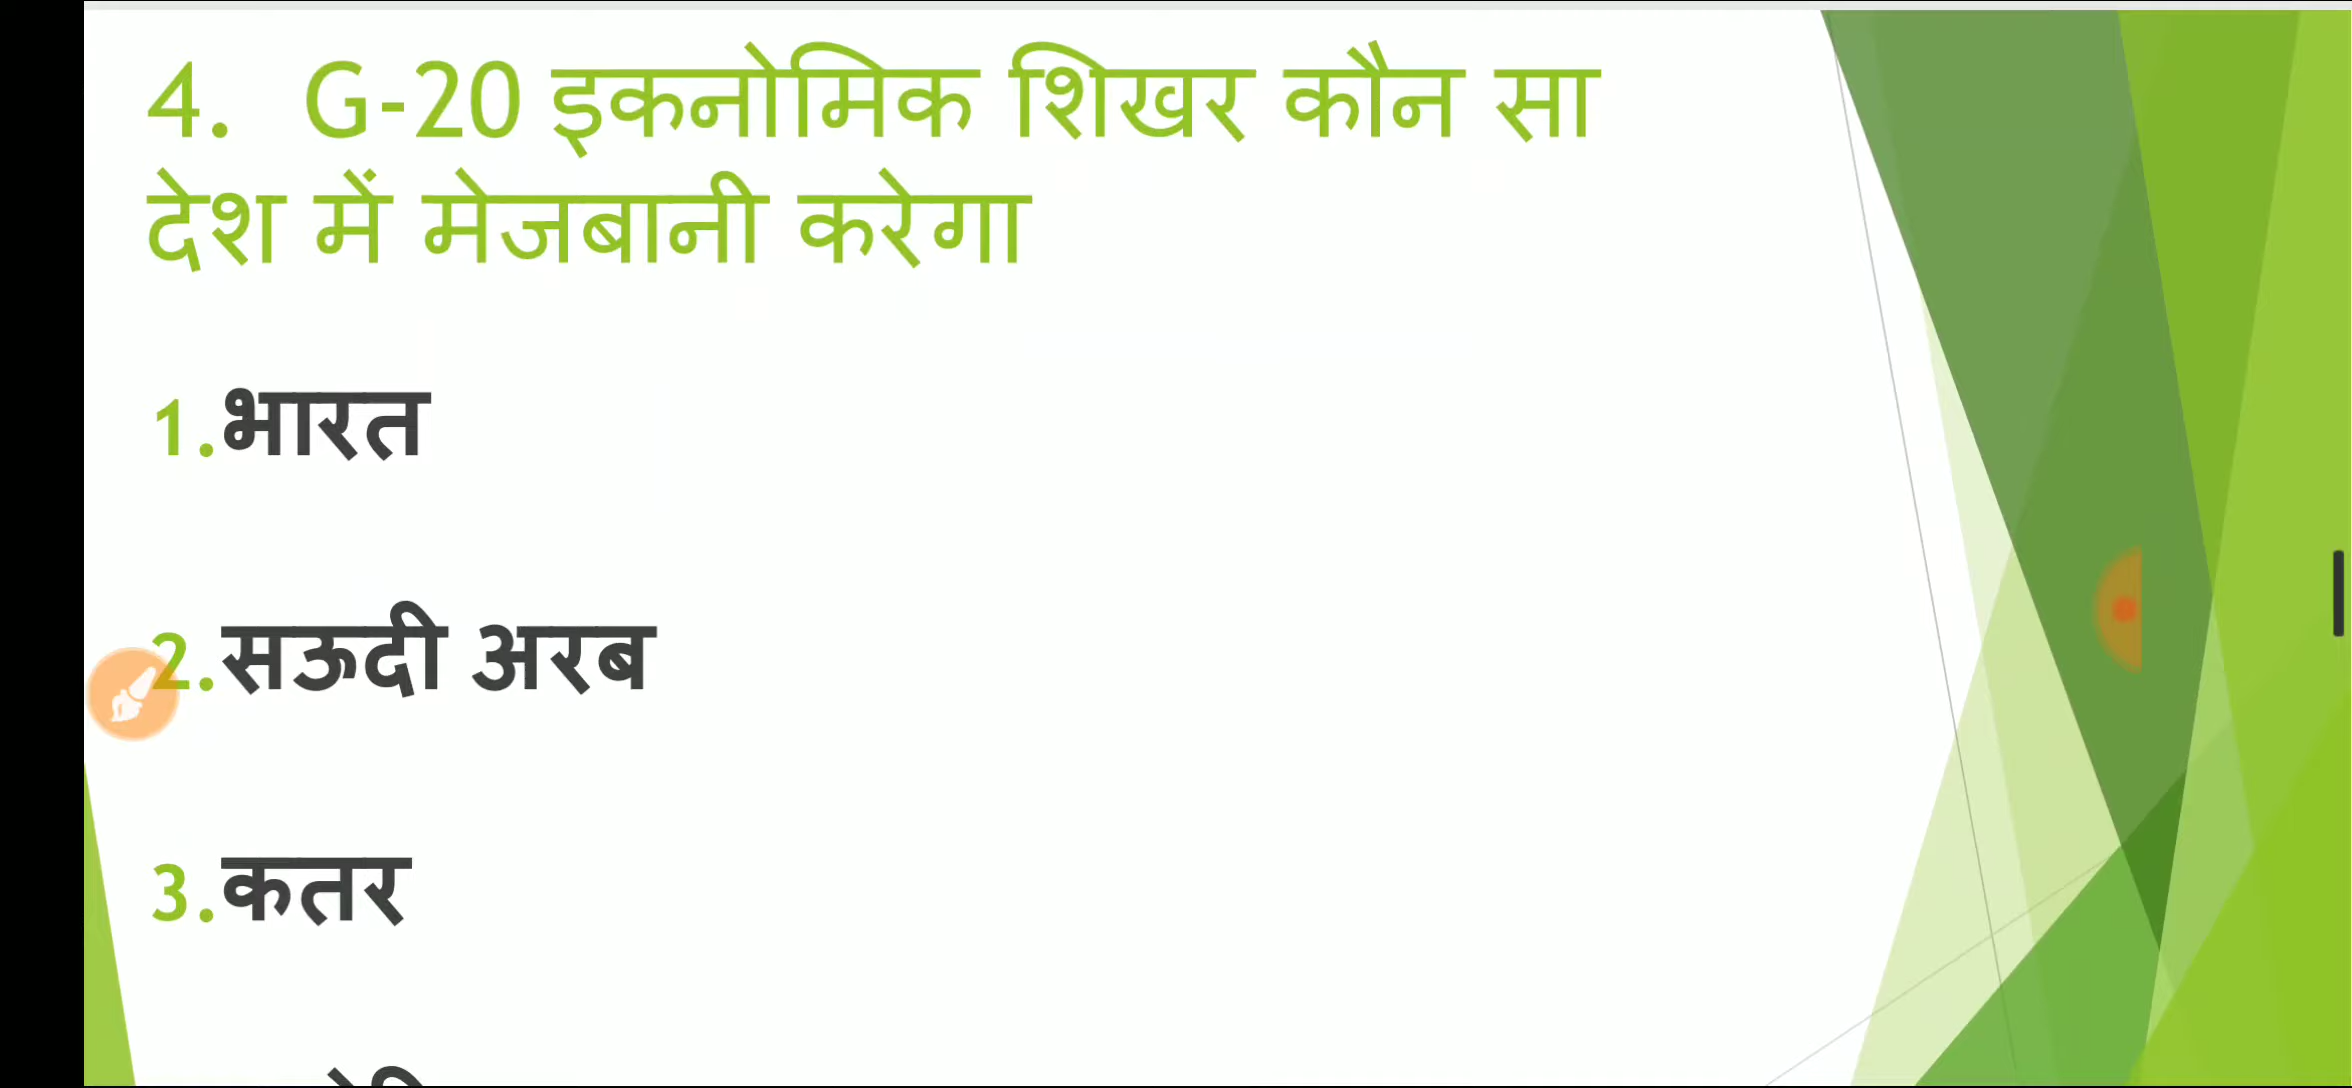 4. G-20 इकनोमिक शिखर कौन सा
देश में मेजबानी करेगा
1.भारत
2.सऊदी अरब
3.कतर